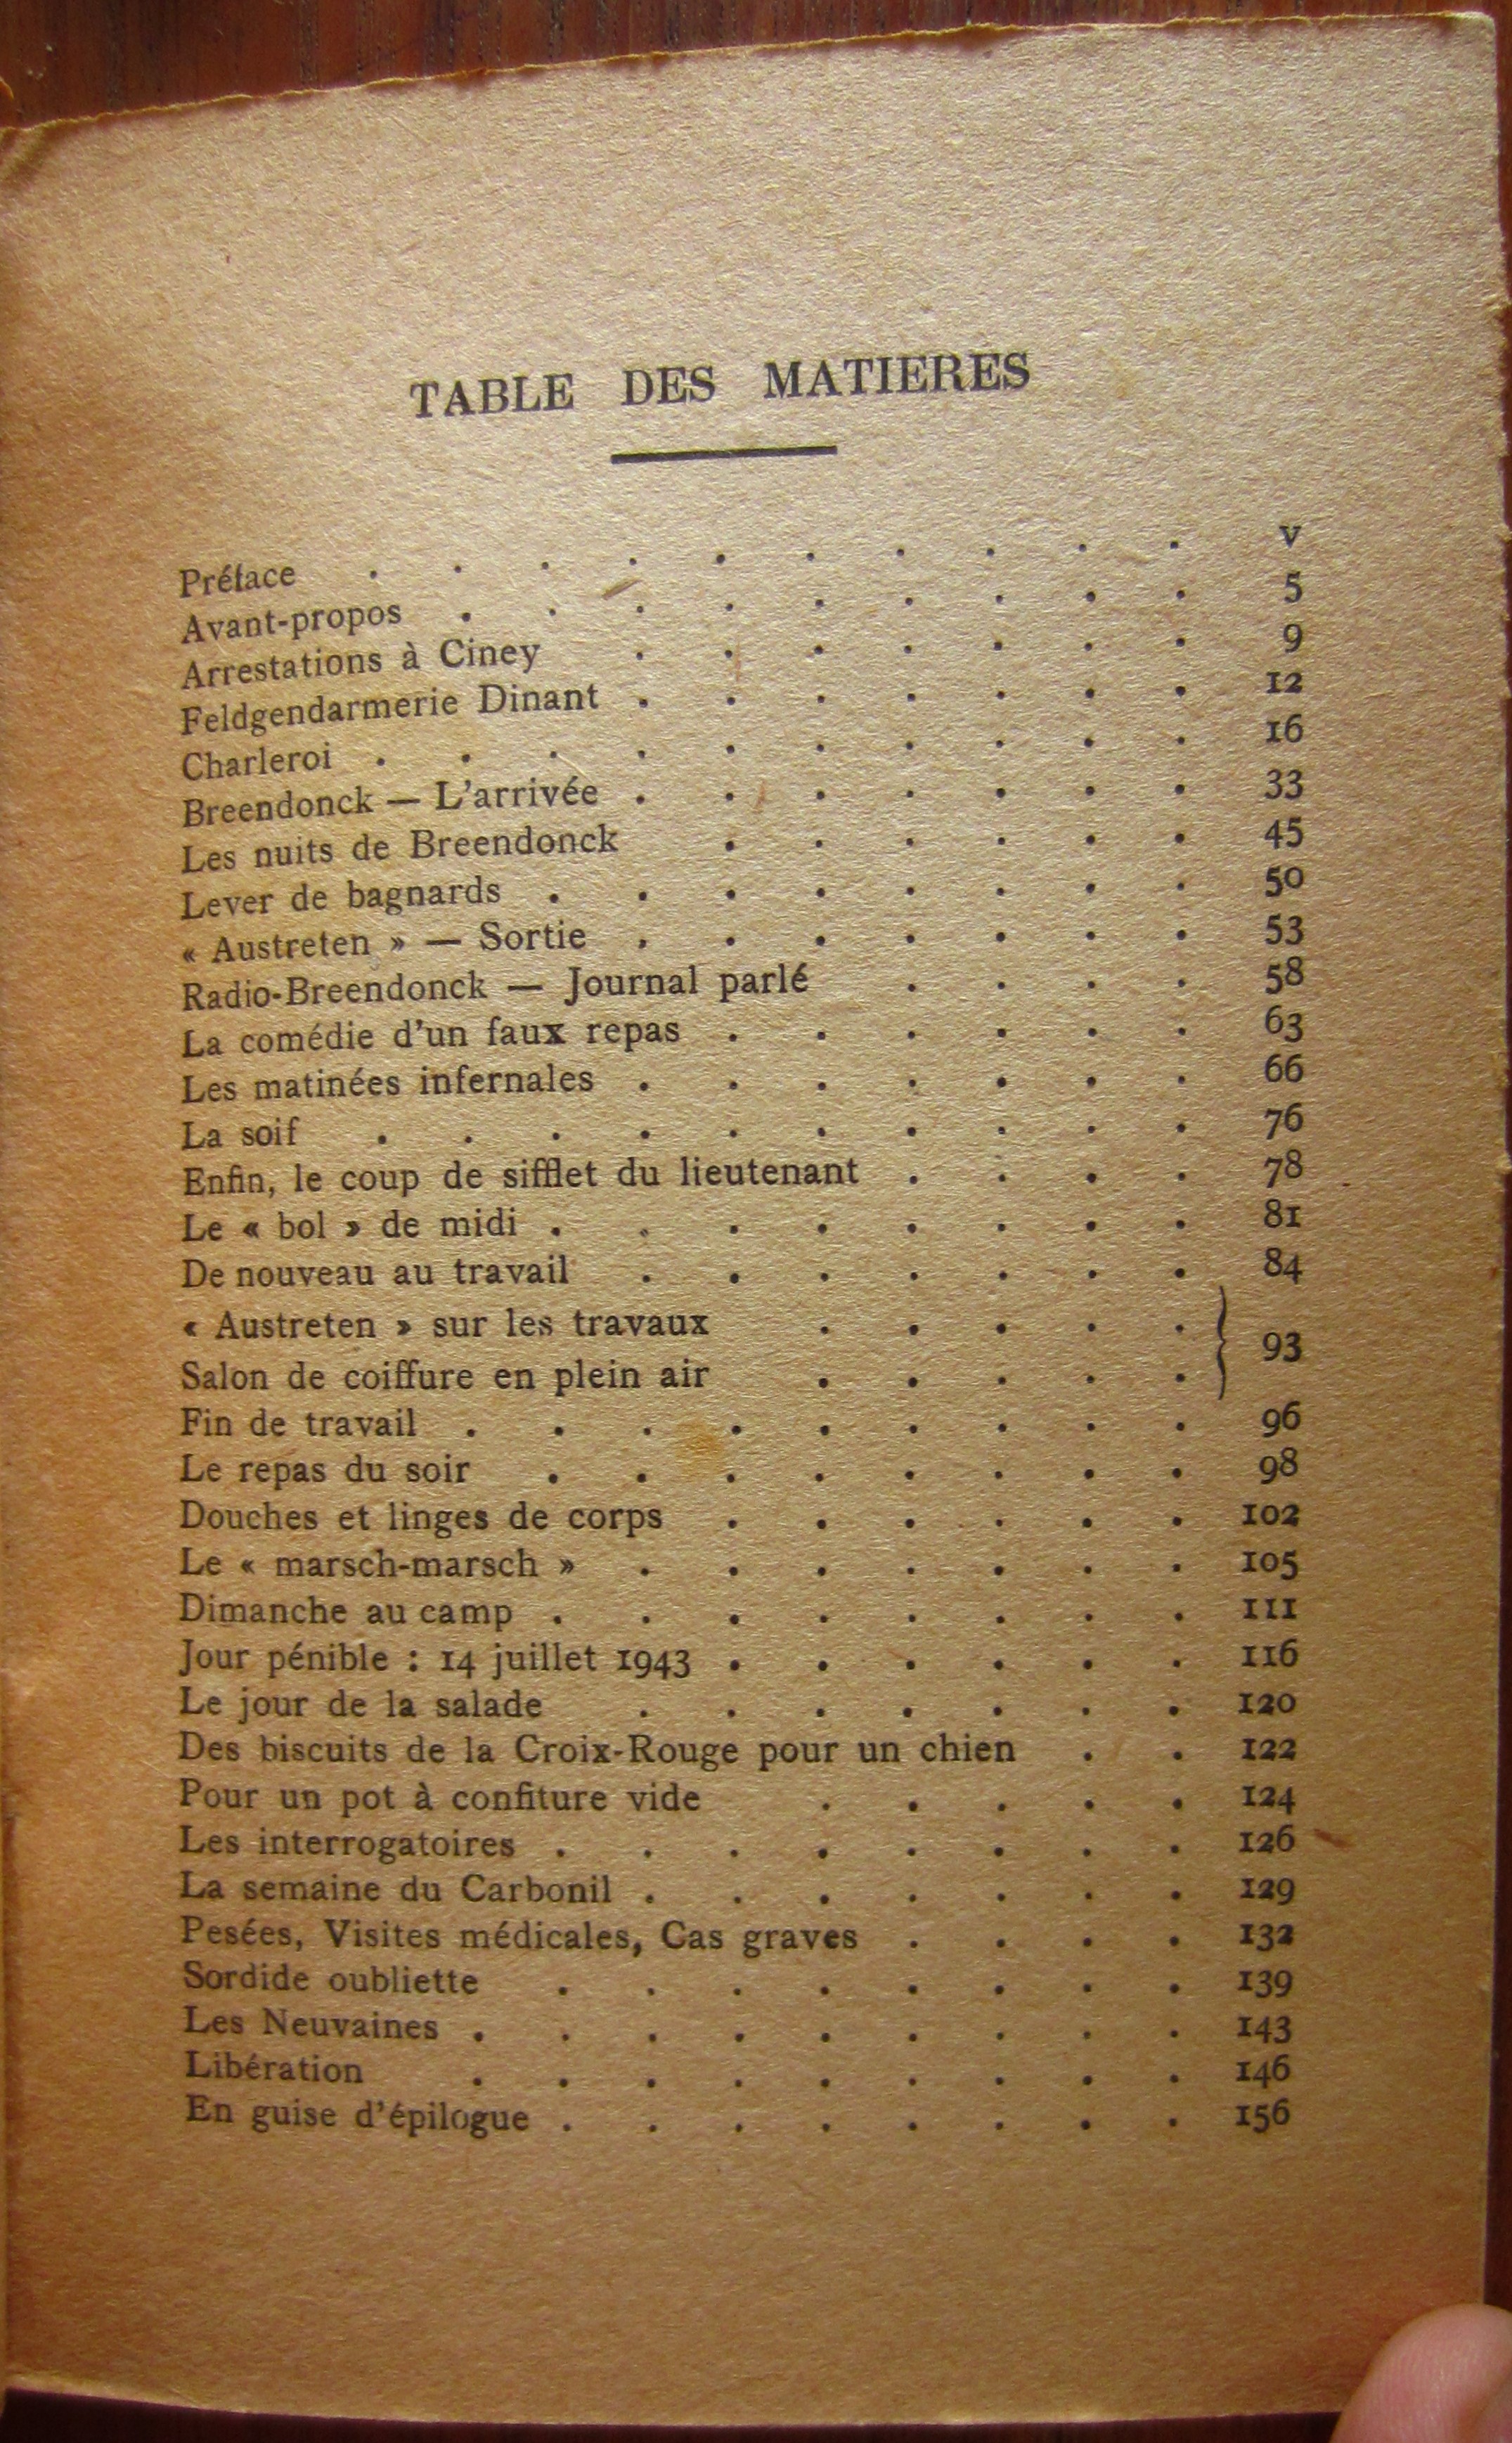 TABLE DES MATIERES
Préface . . . . . . . . . . v
Avant-propos . . . . . . . . . 5
Arrestations à Ciney . . . . . . . 9
Feldgendarmerie Dinant . . . . . . . 12
Charleroi . . . . . . . . . . 16
Breendonck — L'arrivée . . . . . . . 33
Les nuits de Breendonck . . . . . . 45
Lever de bagnards . . . . . . . . 50
« Austreten » — Sortie . . . . . . . 53
Radio-Breendonck — Journal parlé . . . . 58
La comédie d'un faux repas . . . . . . 63
Les matinées infernales . . . . . . . 66
La soif . . . . . . . . . . 76
Enfin, le coup de sifflet du lieutenant . . . . 78
Le « bol » de midi . . . . . . . . 81
De nouveau au travail . . . . . . . 84
« Austreten » sur les travaux . . . . . } 93
Salon de coiffure en plein air . . . . .
Fin de travail . . . . . . . . . 96
Le repas du soir . . . . . . . . 98
Douches et linges de corps . . . . . . 102
Le « marsch-marsch » . . . . . . . 105
Dimanche au camp . . . . . . . . 111
Jour pénible : 14 juillet 1943 . . . . . . 116
Le jour de la salade . . . . . . . 120
Des biscuits de la Croix-Rouge pour un chien . . 122
Pour un pot à confiture vide . . . . . 124
Les interrogatoires . . . . . . . . 126
La semaine du Carbonil . . . . . . . 129
Pesées, Visites médicales, Cas graves . . . . 132
Sordide oubliette . . . . . . . . 139
Les Neuvaines . . . . . . . . . 143
Libération . . . . . . . . . 146
En guise d'épilogue . . . . . . . . 156